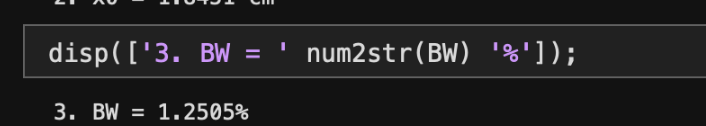 disp(['3. BW = ' num2str(BW) '%']);
3. BW = 1.2505%